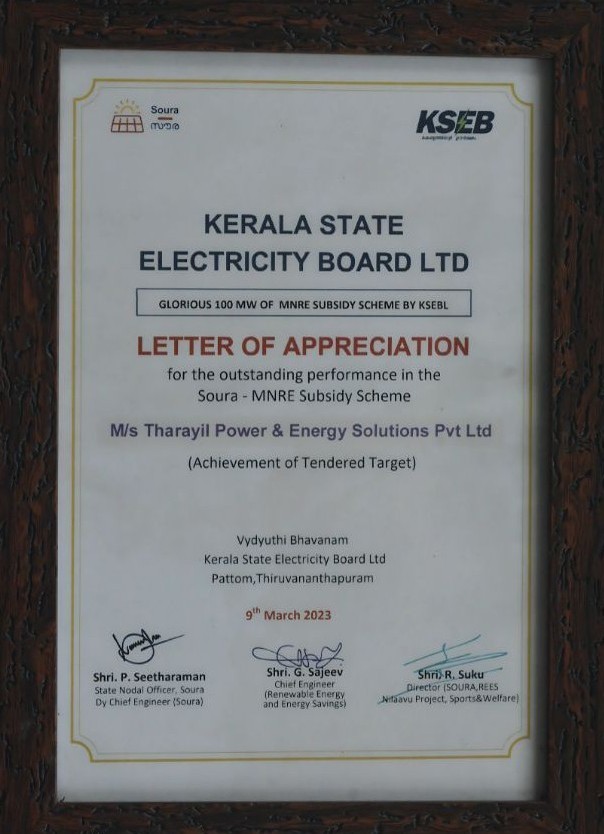 Soura
സൗര
KSEB
KERALA STATE
ELECTRICITY BOARD LTD
GLORIOUS 100 MW OF MNRE SUBSIDY SCHEME BY KSEBL
LETTER OF APPRECIATION
for the outstanding performance in the
Soura - MNRE Subsidy Scheme
M/s Tharayil Power & Energy Solutions Pvt Ltd
(Achievement of Tendered Target)
Vydyuthi Bhavanam
Kerala State Electricity Board Ltd
Pattom,Thiruvananthapuram
9th March 2023
Shri. P. Seetharaman
State Nodal Officer, Soura
Dy Chief Engineer (Soura)
Shri. G. Sajeev
Chief Engineer
(Renewable Energy
and Energy Savings)
Shri. R. Suku
Director (SOURA,REES
Nilaavu Project, Sports&Welfare)